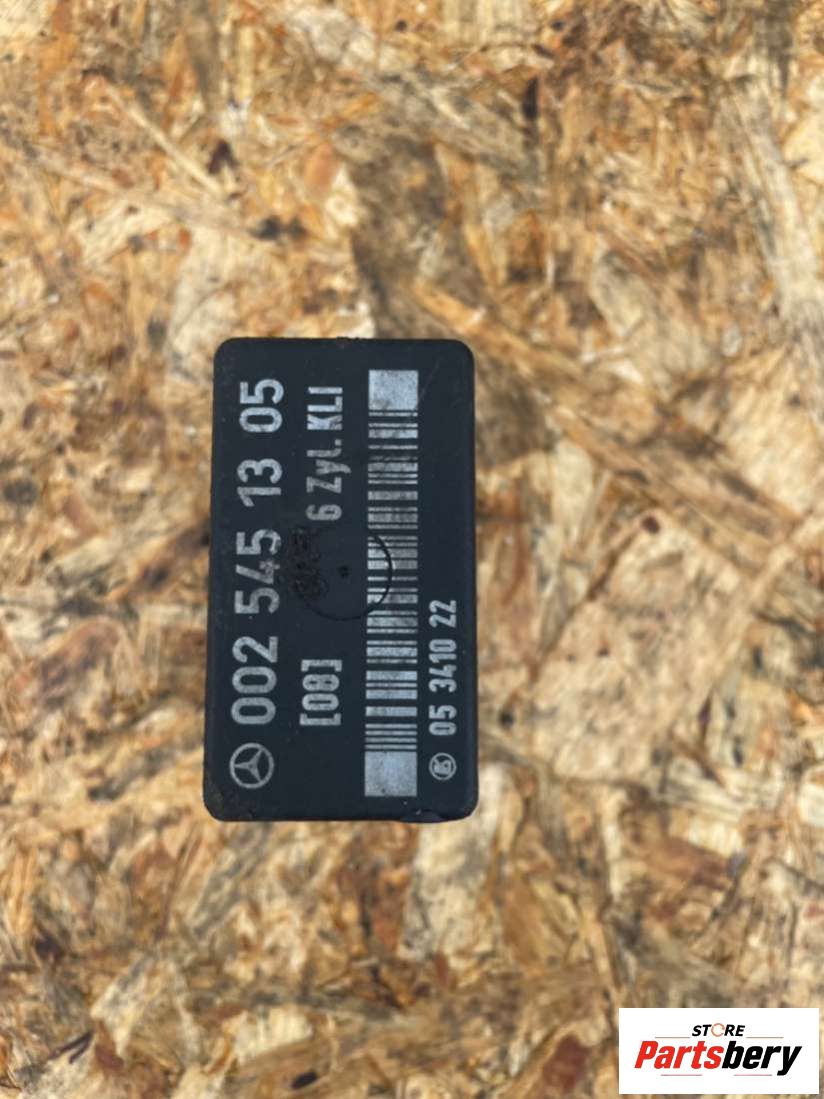 002 545 13 05
[08] 6 Zyl. KLI
05 3410 22
STORE
Partsbery